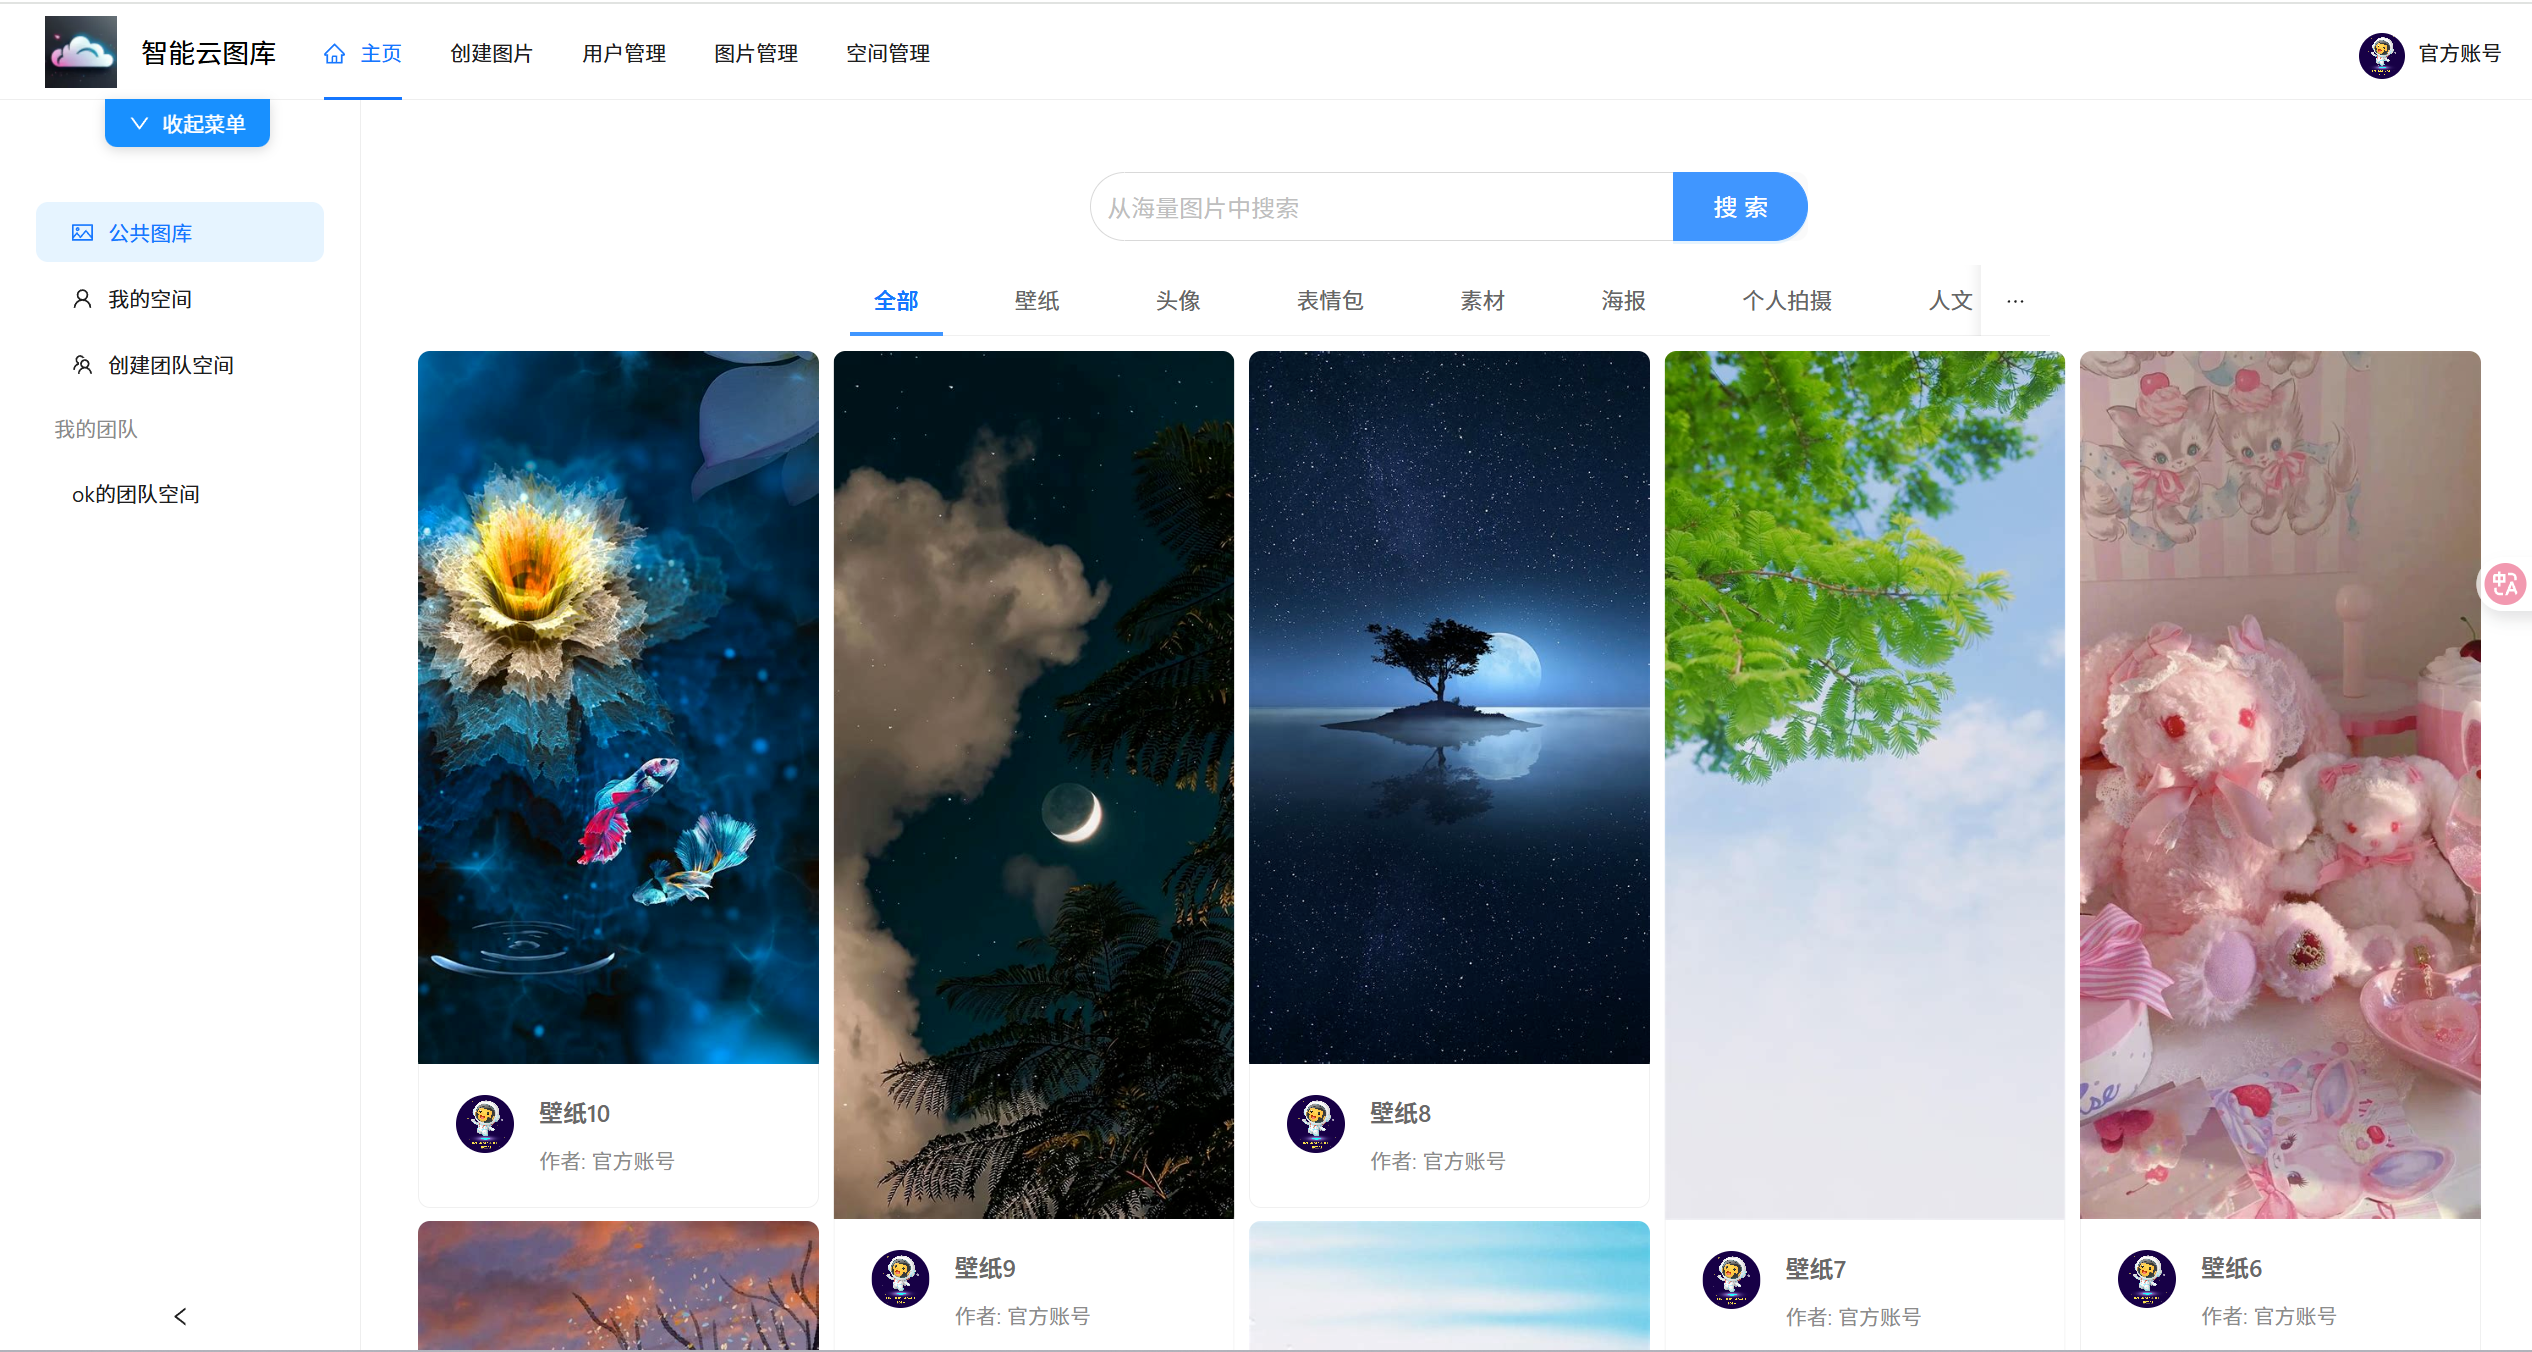 智能云图库
主页
创建图片
用户管理
图片管理
空间管理
官方账号
收起菜单
公共图库
我的空间
创建团队空间
我的团队
ok的团队空间
从海量图片中搜索
搜 索
全部
壁纸
头像
表情包
素材
海报
个人拍摄
人文
···
壁纸10
作者: 官方账号
壁纸9
作者: 官方账号
壁纸8
作者: 官方账号
壁纸7
作者: 官方账号
壁纸6
作者: 官方账号